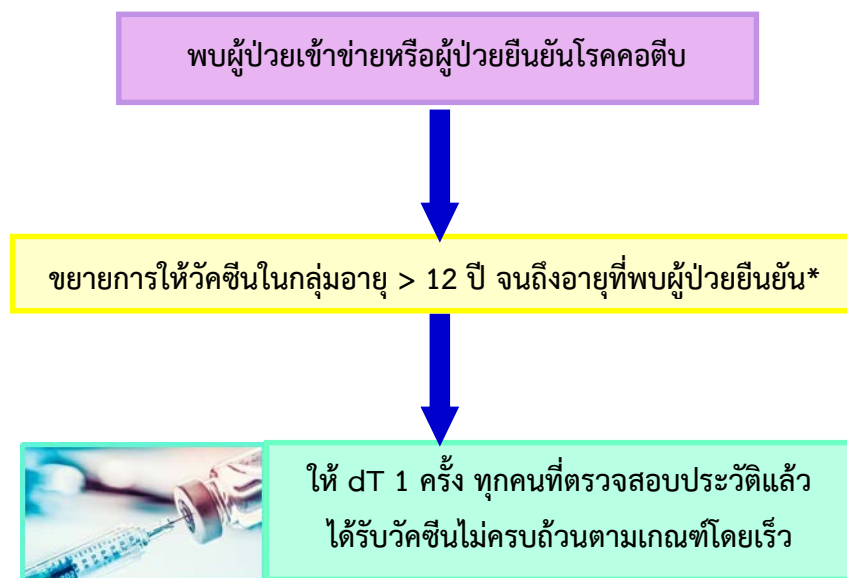 พบผู้ป่วยเข้าข่ายหรือผู้ป่วยยืนยันโรคคอตีบ
ขยายการให้วัคซีนในกลุ่มอายุ > 12 ปี จนถึงอายุที่พบผู้ป่วยยืนยัน*
ให้ dT 1 ครั้ง ทุกคนที่ตรวจสอบประวัติแล้ว
ได้รับวัคซีนไม่ครบถ้วนตามเกณฑ์โดยเร็ว